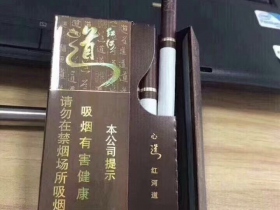 红河
道
本公司提示
吸烟有害健康
请勿在禁烟场所吸烟
心道 红河道